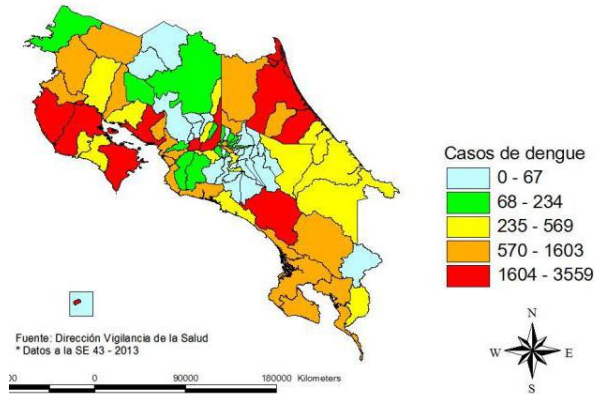 Casos de dengue
0 - 67
68 - 234
235 - 569
570 - 1603
1604 - 3559
N
W E
S
Fuente: Dirección Vigilancia de la Salud
* Datos a la SE 43 - 2013
0 90000 180000 Kilometers